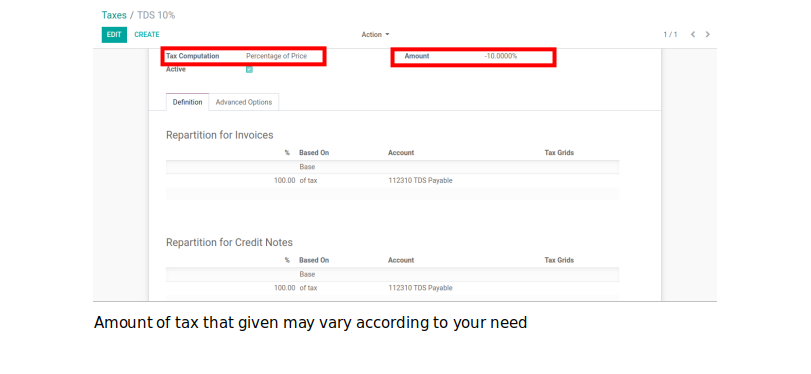 Taxes / TDS 10%
EDIT CREATE Action 1 / 1
Tax Computation Percentage of Price Amount -10.0000%
Active
Definition Advanced Options
Repartition for Invoices
% Based On Account Tax Grids
Base
100.00 of tax 112310 TDS Payable
Repartition for Credit Notes
% Based On Account Tax Grids
Base
100.00 of tax 112310 TDS Payable
Amount of tax that given may vary according to your need